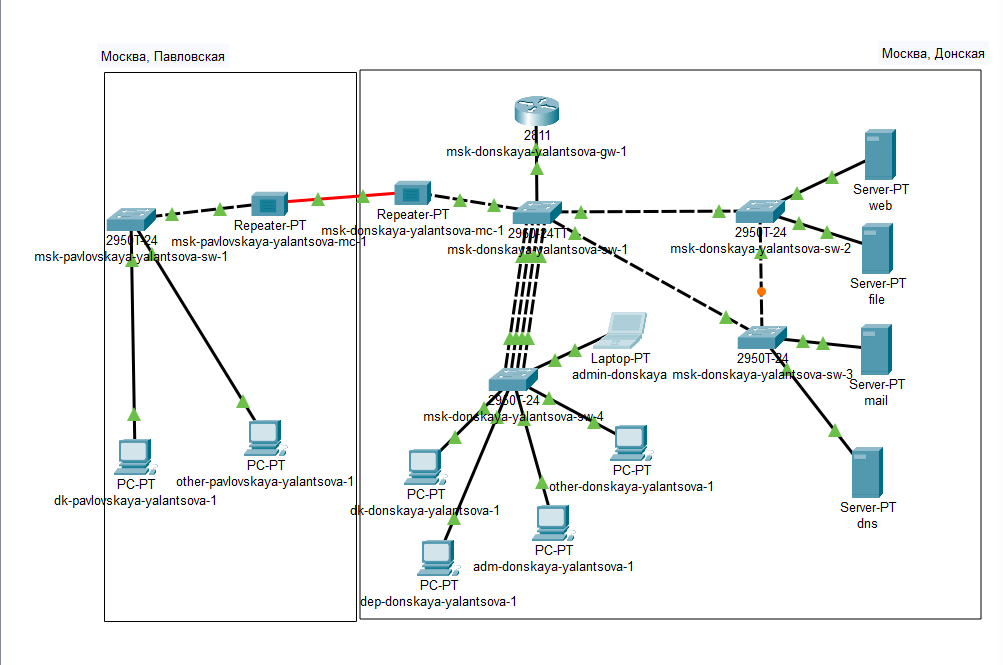 Москва, Павловская
Москва, Донская
2811
msk-donskaya-yalantsova-gw-1
Server-PT
web
Repeater-PT
msk-donskaya-yalantsova-mc-1
Repeater-PT
msk-pavlovskaya-yalantsova-mc-1
2950T-24
msk-pavlovskaya-yalantsova-sw-1
2960-24TT
msk-donskaya-yalantsova-sw-1
2950T-24
msk-donskaya-yalantsova-sw-2
Server-PT
file
Laptop-PT
admin-donskaya
2950T-24
msk-donskaya-yalantsova-sw-3
Server-PT
mail
2950T-24
msk-donskaya-yalantsova-sw-4
PC-PT
dk-pavlovskaya-yalantsova-1
PC-PT
other-pavlovskaya-yalantsova-1
PC-PT
dk-donskaya-yalantsova-1
PC-PT
other-donskaya-yalantsova-1
Server-PT
dns
PC-PT
adm-donskaya-yalantsova-1
PC-PT
dep-donskaya-yalantsova-1